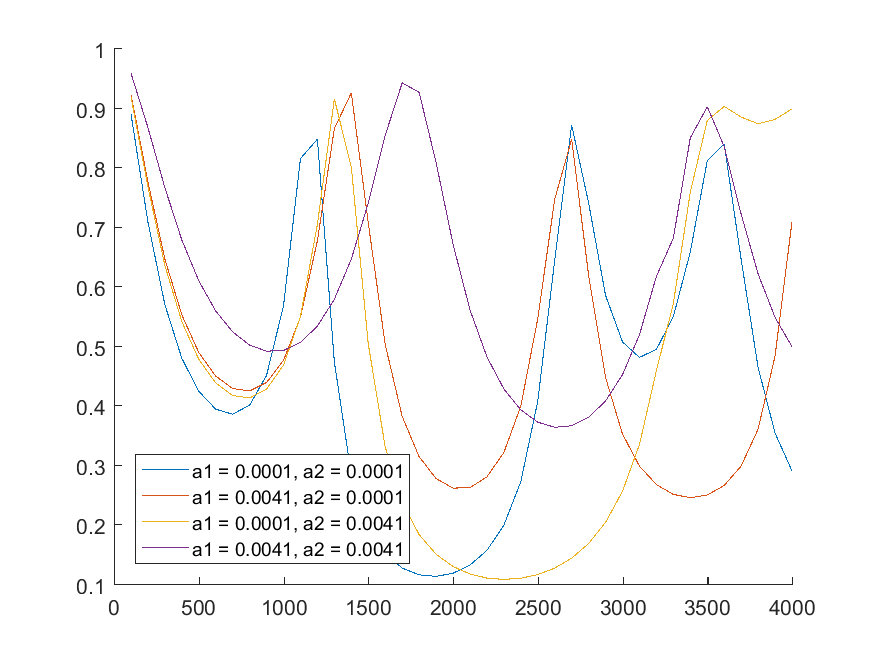 1
0.9
0.8
0.7
0.6
0.5
0.4
0.3
0.2
0.1
a1 = 0.0001, a2 = 0.0001
a1 = 0.0041, a2 = 0.0001
a1 = 0.0001, a2 = 0.0041
a1 = 0.0041, a2 = 0.0041
0 500 1000 1500 2000 2500 3000 3500 4000